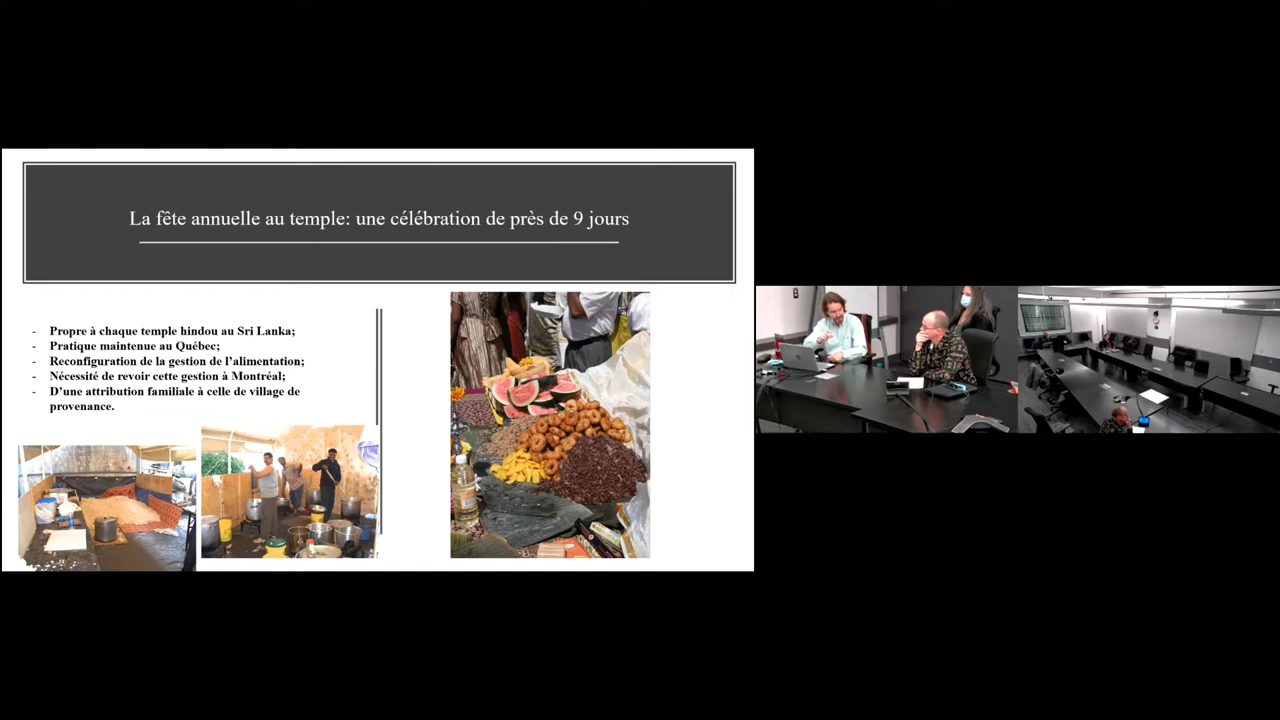 La fête annuelle au temple: une célébration de près de 9 jours
- Propre à chaque temple hindou au Sri Lanka;
- Pratique maintenue au Québec;
- Reconfiguration de la gestion de l’alimentation;
- Nécessité de revoir cette gestion à Montréal;
- D’une attribution familiale à celle de village de
provenance.